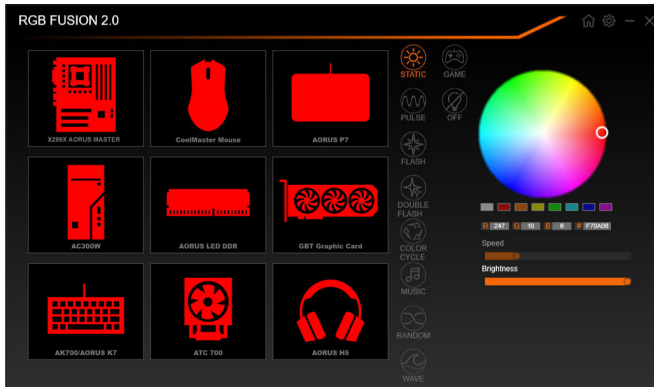 RGB FUSION 2.0
X299X AORUS MASTER
CoolMaster Mouse
AORUS P7
AC300W
AORUS LED DDR
GBT Graphic Card
AK700/AORUS K7
ATC 700
AORUS H5
STATIC
GAME
PULSE
OFF
FLASH
DOUBLE
FLASH
COLOR
CYCLE
MUSIC
RANDOM
WAVE
R 247 G 10 B 6 # F70A06
Speed
Brightness